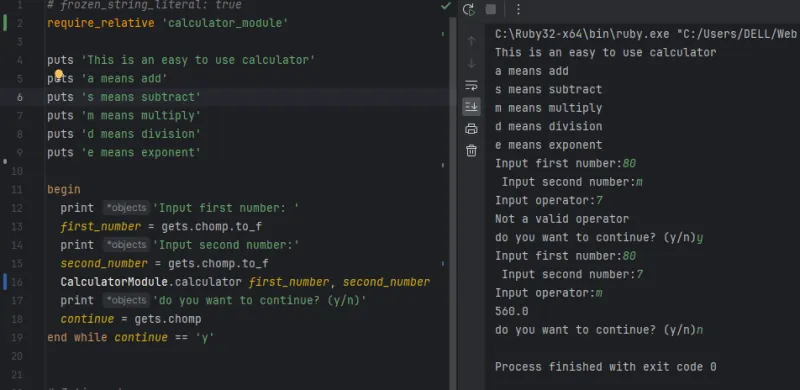 1 # frozen_string_literal: true
2 require_relative 'calculator_module'
3
4 puts 'This is an easy to use calculator'
5 puts 'a means add'
6 puts 's means subtract'
7 puts 'm means multiply'
8 puts 'd means division'
9 puts 'e means exponent'
10
11 begin
12 print *objects 'Input first number: '
13 first_number = gets.chomp.to_f
14 print *objects 'Input second number:'
15 second_number = gets.chomp.to_f
16 CalculatorModule.calculator first_number, second_number
17 print *objects 'do you want to continue? (y/n)'
18 continue = gets.chomp
19 end while continue == 'y'
20
21
C:\Ruby32-x64\bin\ruby.exe "C:/Users/DELL/Web
This is an easy to use calculator
a means add
s means subtract
m means multiply
d means division
e means exponent
Input first number:80
Input second number:m
Input operator:7
Not a valid operator
do you want to continue? (y/n)y
Input first number:80
Input second number:7
Input operator:m
560.0
do you want to continue? (y/n)n
Process finished with exit code 0